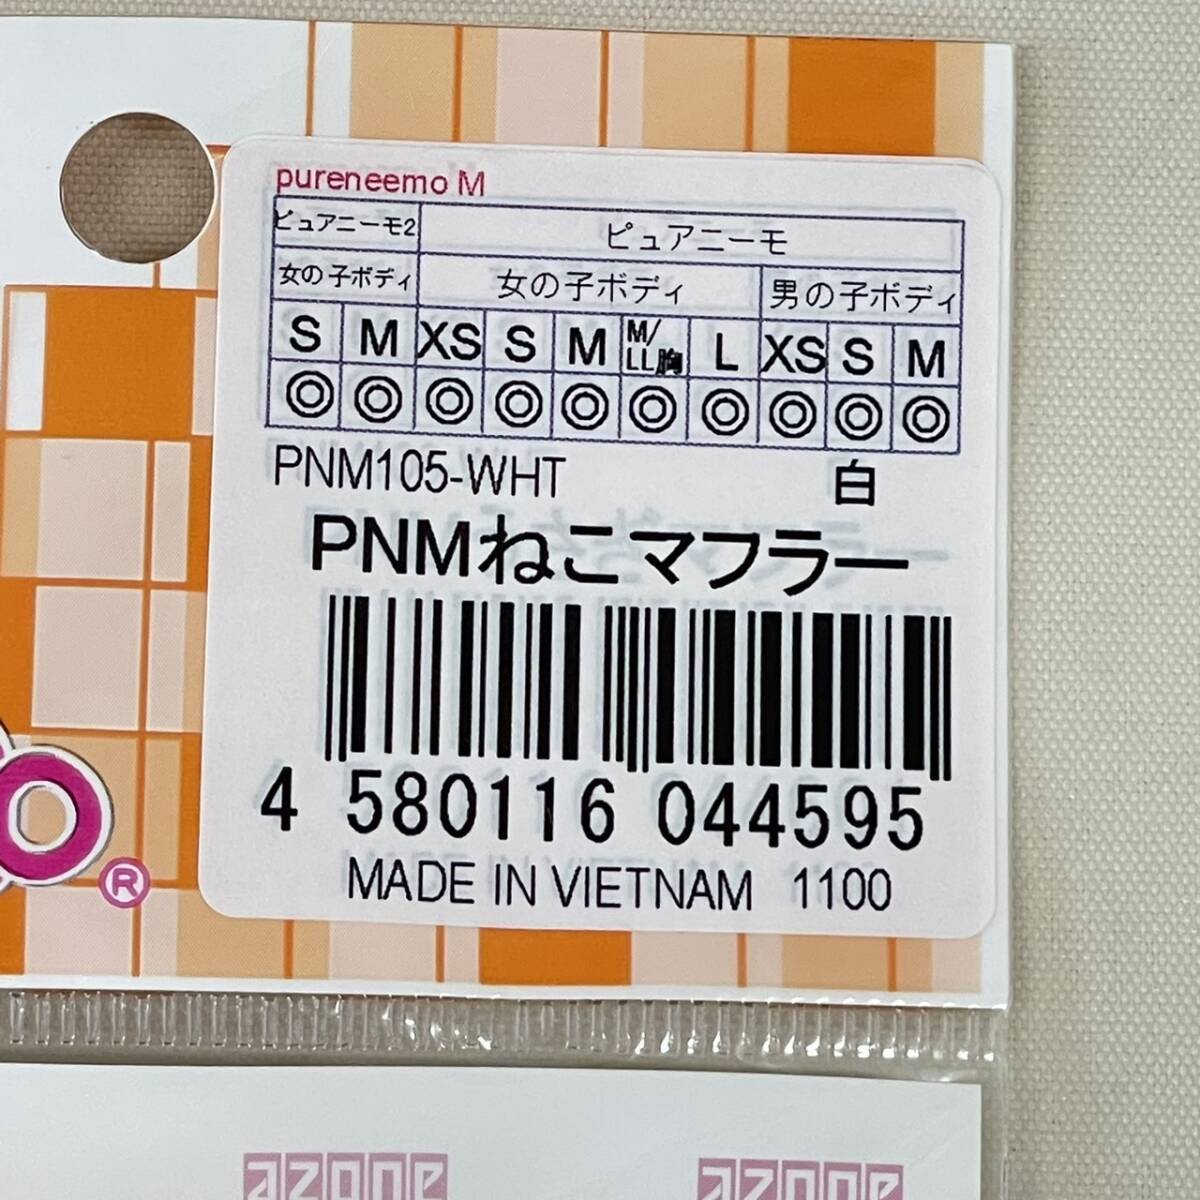 pureneemo M
ピュアニーモ2 ピュアニーモ
女の子ボディ 女の子ボディ 男の子ボディ
S M XS S M M/LL胸 L XS S M
◎ ◎ ◎ ◎ ◎ ◎ ◎ ◎ ◎ ◎
PNM105-WHT 白
PNMねこマフラー
4 580116 044595
MADE IN VIETNAM 1100
o®
azone azone